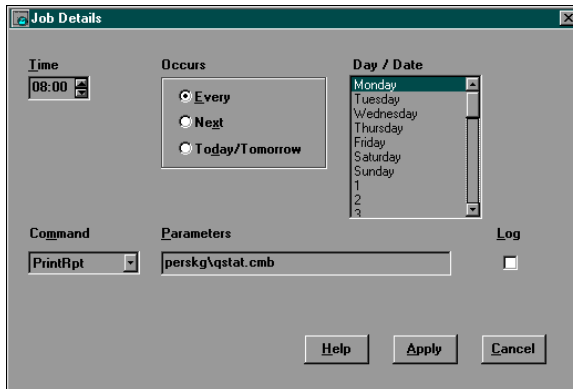 Job Details
Time
Occurs
Day / Date
08:00
Every
Next
Today/Tomorrow
Monday
Tuesday
Wednesday
Thursday
Friday
Saturday
Sunday
1
2
3
Command
Parameters
Log
PrintRpt
perskg\qstat.cmb
Help
Apply
Cancel